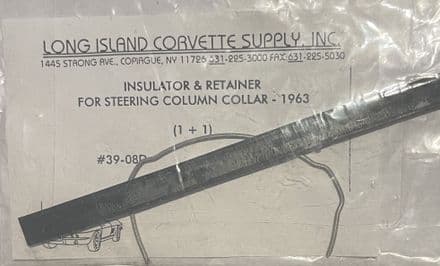 LONG ISLAND CORVETTE SUPPLY, INC.
1445 STRONG AVE., COPIAGUE, NY 11726 631-225-3000 FAX 631-225-5030
INSULATOR & RETAINER
FOR STEERING COLUMN COLLAR - 1963
(1 + 1)